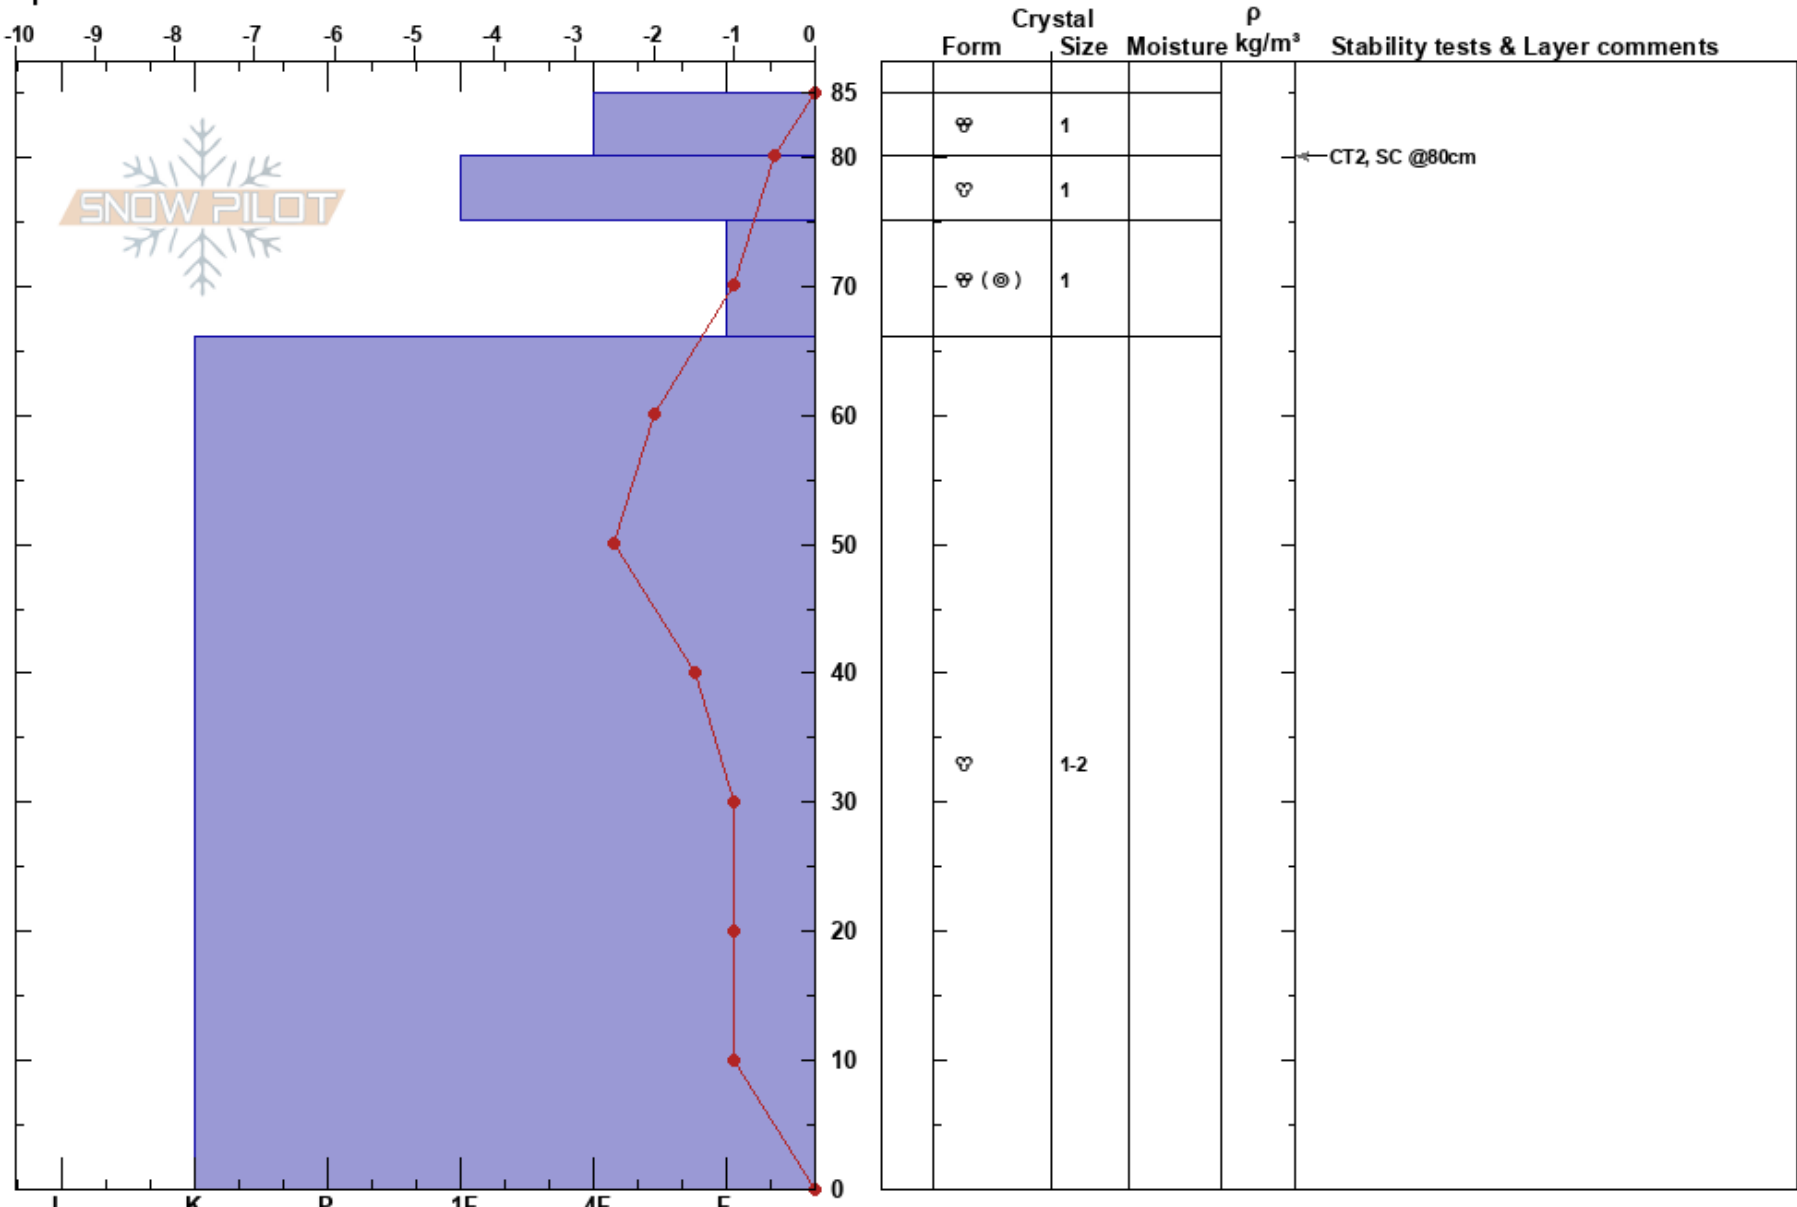 Crystal ρ
-10 -9 -8 -7 -6 -5 -4 -3 -2 -1 0 Form Size Moisture kg/m³ Stability tests & Layer comments
85
1
SNOW PILOT
80 CT2, SC @80cm
1
70 ( ) 1
60
50
40
1-2
30
20
10
0
I K P 1F 4F F